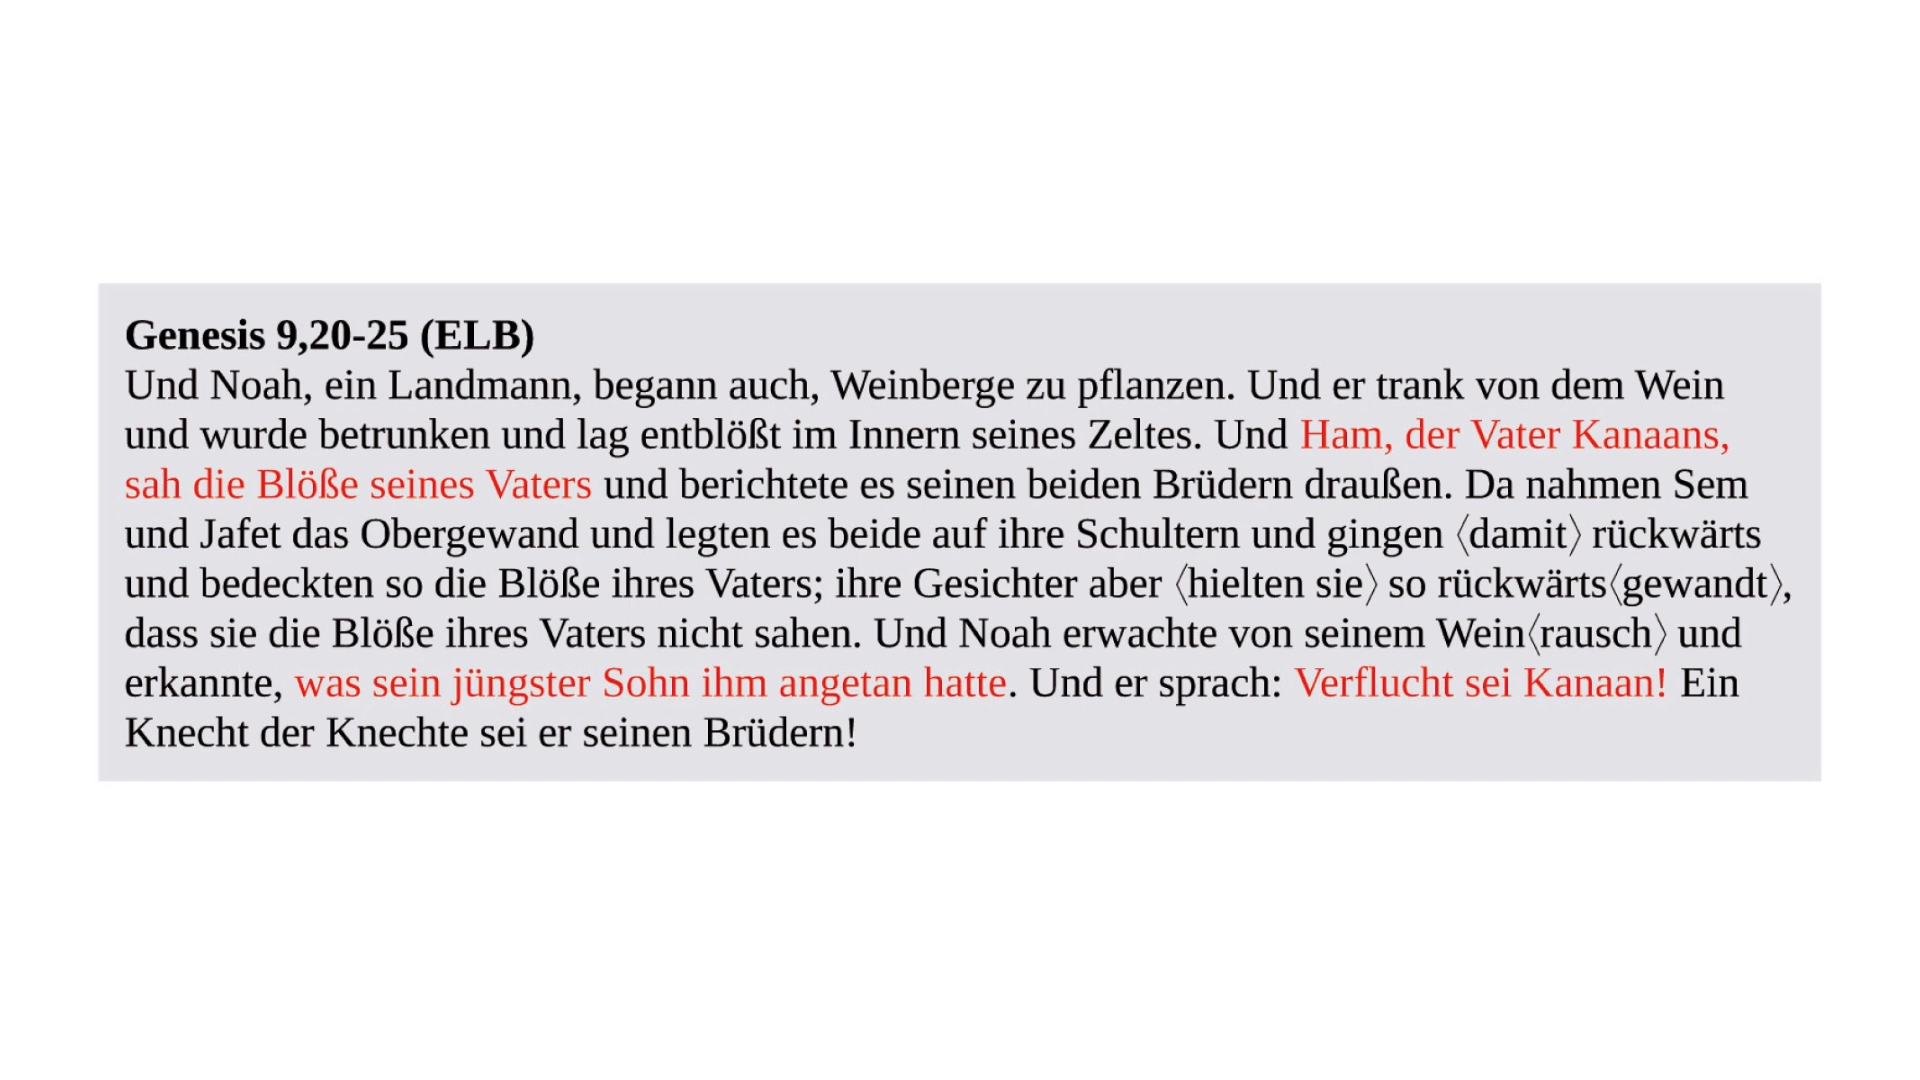 Genesis 9,20-25 (ELB)
Und Noah, ein Landmann, begann auch, Weinberge zu pflanzen. Und er trank von dem Wein
und wurde betrunken und lag entblößt im Innern seines Zeltes. Und Ham, der Vater Kanaans,
sah die Blöße seines Vaters und berichtete es seinen beiden Brüdern draußen. Da nahmen Sem
und Jafet das Obergewand und legten es beide auf ihre Schultern und gingen ⟨damit⟩ rückwärts
und bedeckten so die Blöße ihres Vaters; ihre Gesichter aber ⟨hielten sie⟩ so rückwärts⟨gewandt⟩,
dass sie die Blöße ihres Vaters nicht sahen. Und Noah erwachte von seinem Wein⟨rausch⟩ und
erkannte, was sein jüngster Sohn ihm angetan hatte. Und er sprach: Verflucht sei Kanaan! Ein
Knecht der Knechte sei er seinen Brüdern!